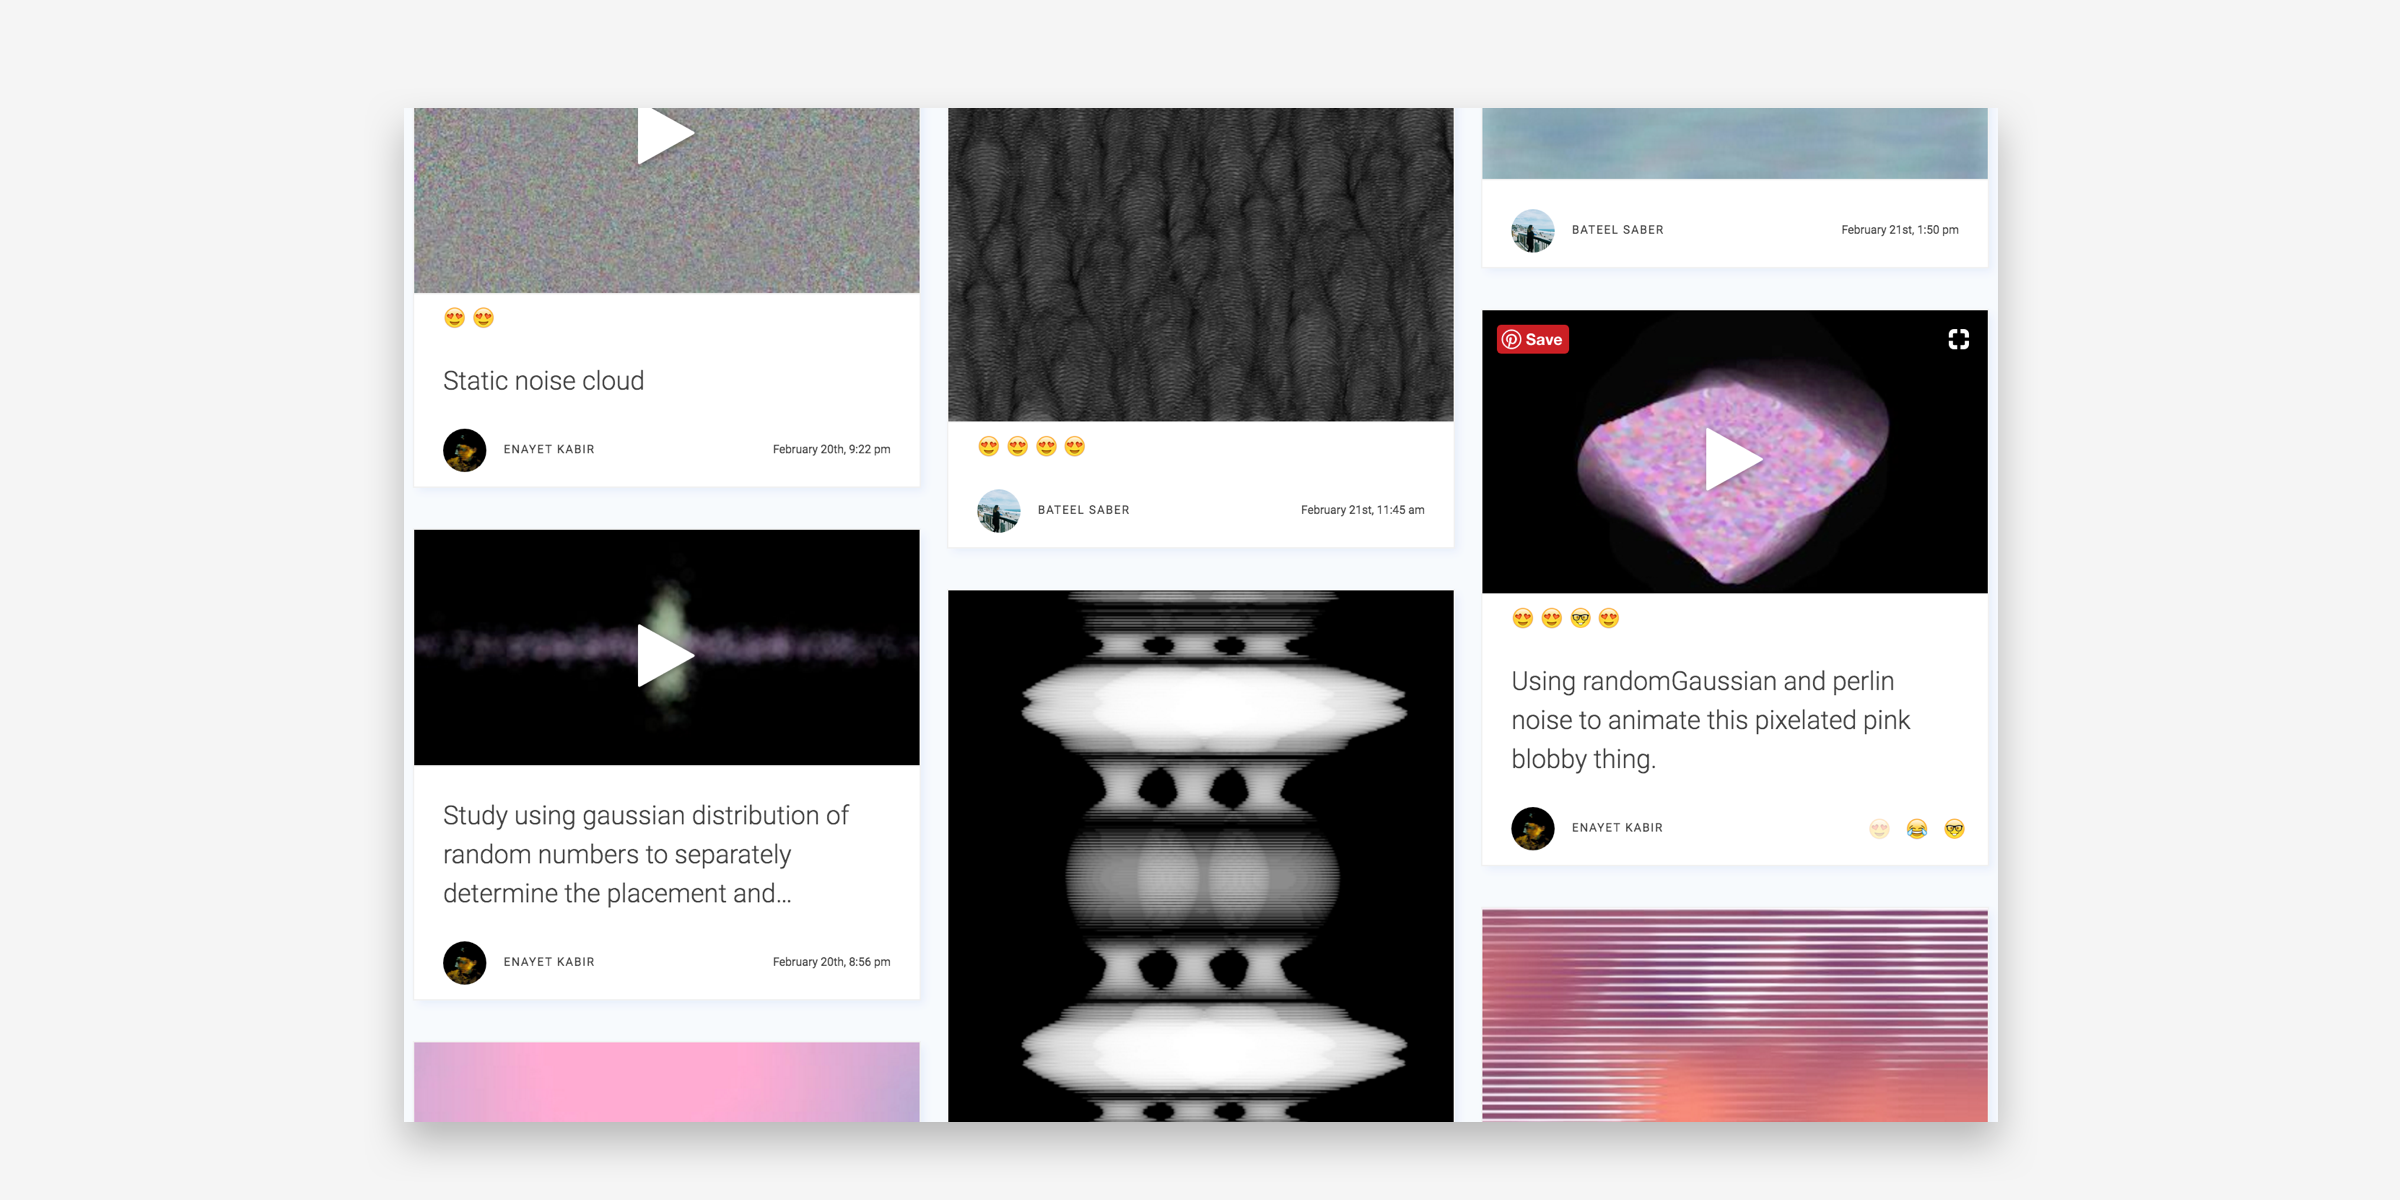 Static noise cloud
ENAYET KABIR
February 20th, 9:22 pm
Study using gaussian distribution of
random numbers to separately
determine the placement and...
ENAYET KABIR
February 20th, 8:56 pm
BATEEL SABER
February 21st, 11:45 am
BATEEL SABER
February 21st, 1:50 pm
Save
Using randomGaussian and perlin
noise to animate this pixelated pink
blobby thing.
ENAYET KABIR